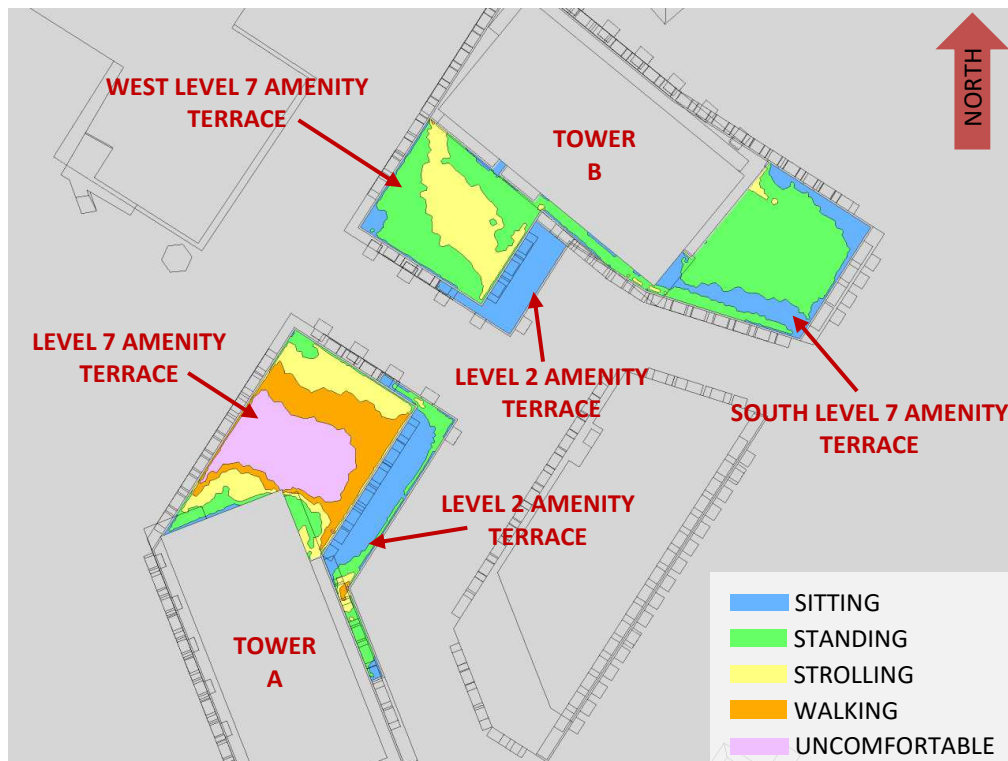 NORTH
WEST LEVEL 7 AMENITY
TERRACE
TOWER
B
LEVEL 7 AMENITY
TERRACE
LEVEL 2 AMENITY
TERRACE
SOUTH LEVEL 7 AMENITY
TERRACE
LEVEL 2 AMENITY
TERRACE
TOWER
A
SITTING
STANDING
STROLLING
WALKING
UNCOMFORTABLE